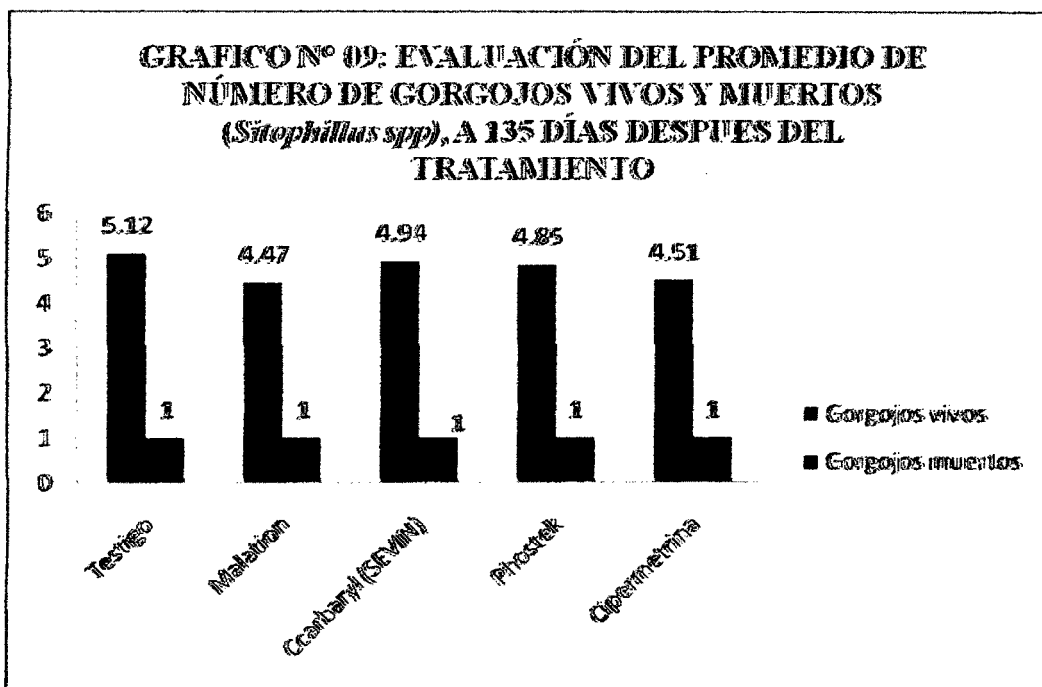 GRAFICO Nº 09: EVALUACIÓN DEL PROMEDIO DE
NÚMERO DE GORGOJOS VIVOS Y MUERTOS
(Sitophillus spp), A 135 DÍAS DESPUES DEL
TRATAMIENTO
6
5
4
3
2
1
0
5.12
1
4.47
1
4.94
1
4.85
1
4.51
1
Testigo
Malation
Ccarbaryl (SEVIN)
Phostek
Cipermetrina
Gorgojos vivos
Gorgojos muertos